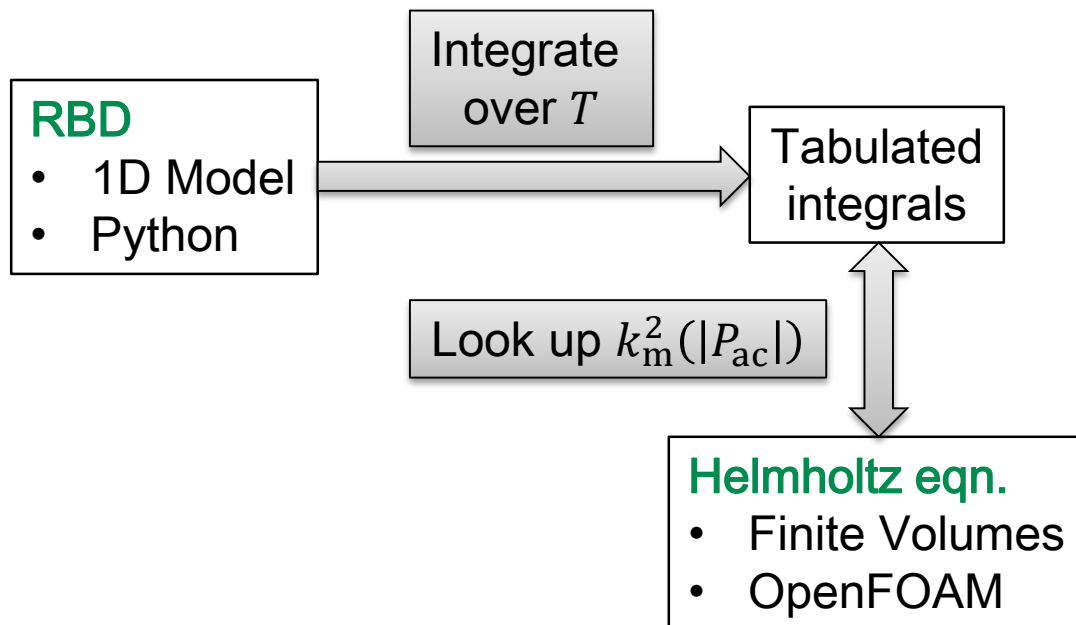 Integrate
over T
RBD
• 1D Model
• Python
Tabulated
integrals
Look up k_m^2(|P_ac|)
Helmholtz eqn.
• Finite Volumes
• OpenFOAM